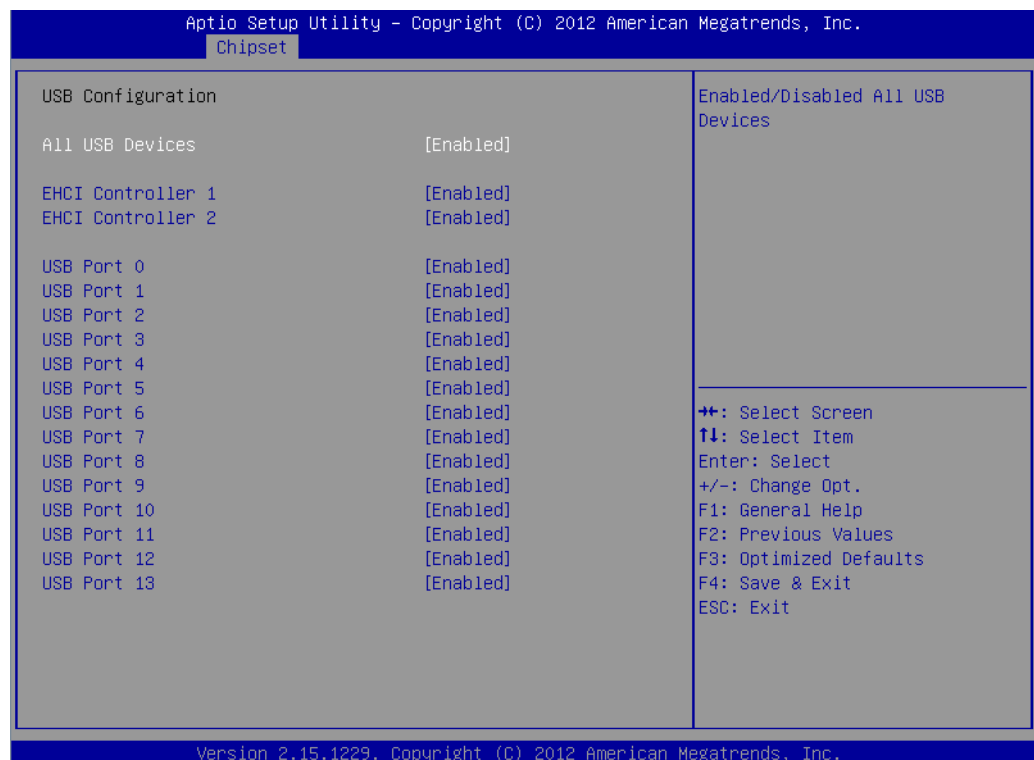 Aptio Setup Utility – Copyright (C) 2012 American Megatrends, Inc.
Chipset
USB Configuration
All USB Devices [Enabled]
EHCI Controller 1 [Enabled]
EHCI Controller 2 [Enabled]
USB Port 0 [Enabled]
USB Port 1 [Enabled]
USB Port 2 [Enabled]
USB Port 3 [Enabled]
USB Port 4 [Enabled]
USB Port 5 [Enabled]
USB Port 6 [Enabled]
USB Port 7 [Enabled]
USB Port 8 [Enabled]
USB Port 9 [Enabled]
USB Port 10 [Enabled]
USB Port 11 [Enabled]
USB Port 12 [Enabled]
USB Port 13 [Enabled]
Enabled/Disabled All USB
Devices
→←: Select Screen
↑↓: Select Item
Enter: Select
+/-: Change Opt.
F1: General Help
F2: Previous Values
F3: Optimized Defaults
F4: Save & Exit
ESC: Exit
Version 2.15.1229. Copyright (C) 2012 American Megatrends, Inc.